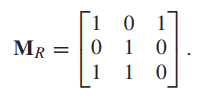 1 0 1
M_R = 0 1 0 .
1 1 0